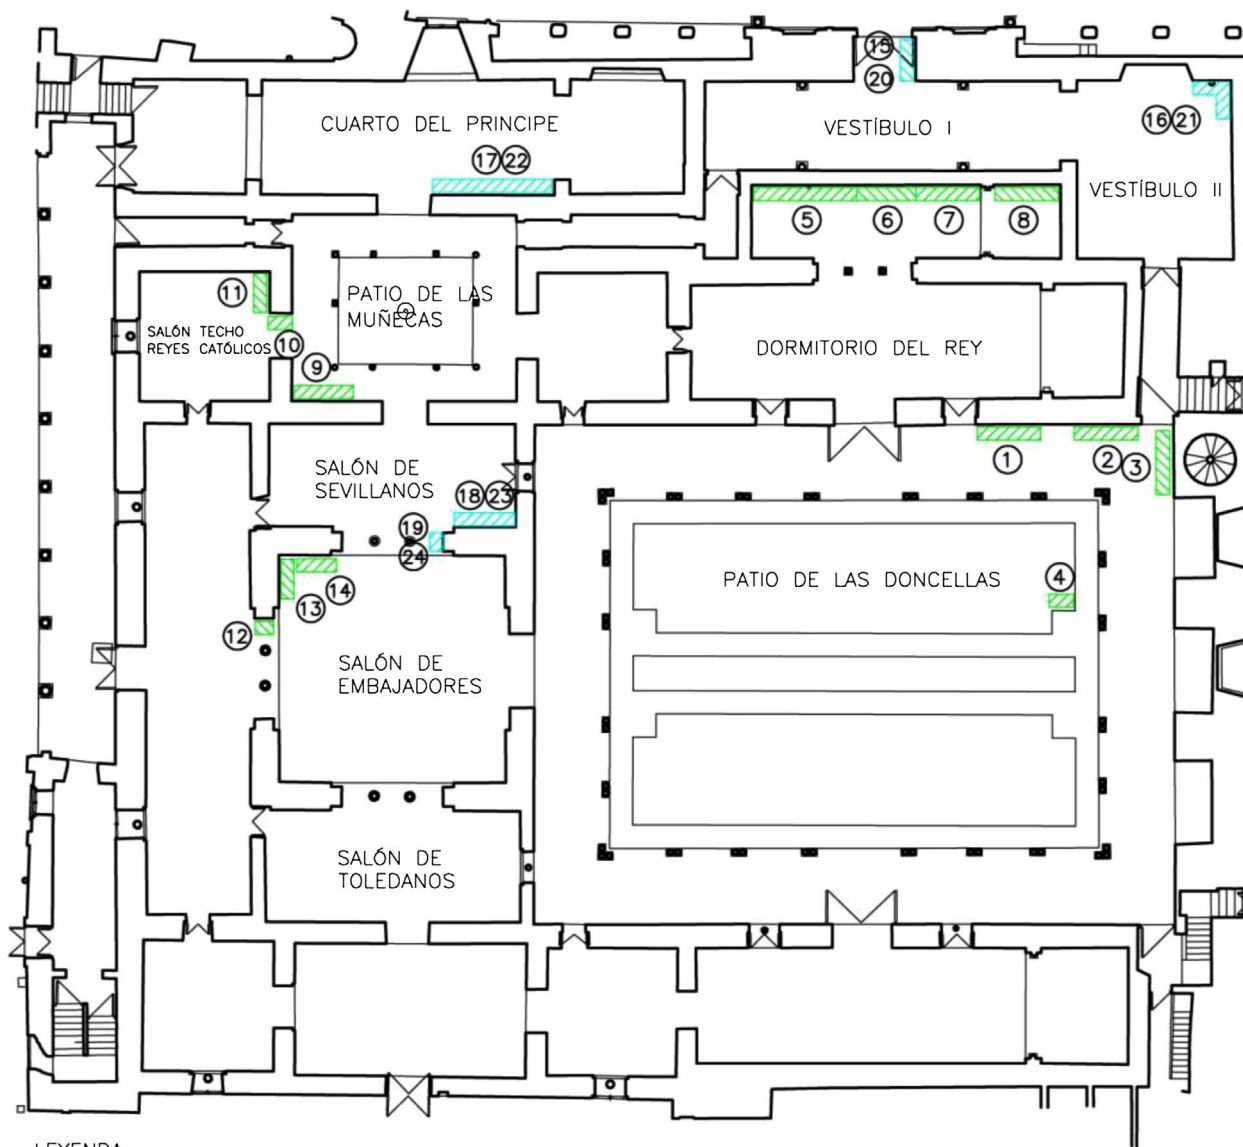 15
20
CUARTO DEL PRINCIPE
VESTÍBULO I
16 21
17 22
VESTÍBULO II
5 6 7 8
11
PATIO DE LAS
MUÑECAS
SALÓN TECHO
REYES CATÓLICOS
10
DORMITORIO DEL REY
9
1 2 3
SALÓN DE
SEVILLANOS
18 23
19
24
PATIO DE LAS DONCELLAS
4
14
13
12
SALÓN DE
EMBAJADORES
SALÓN DE
TOLEDANOS